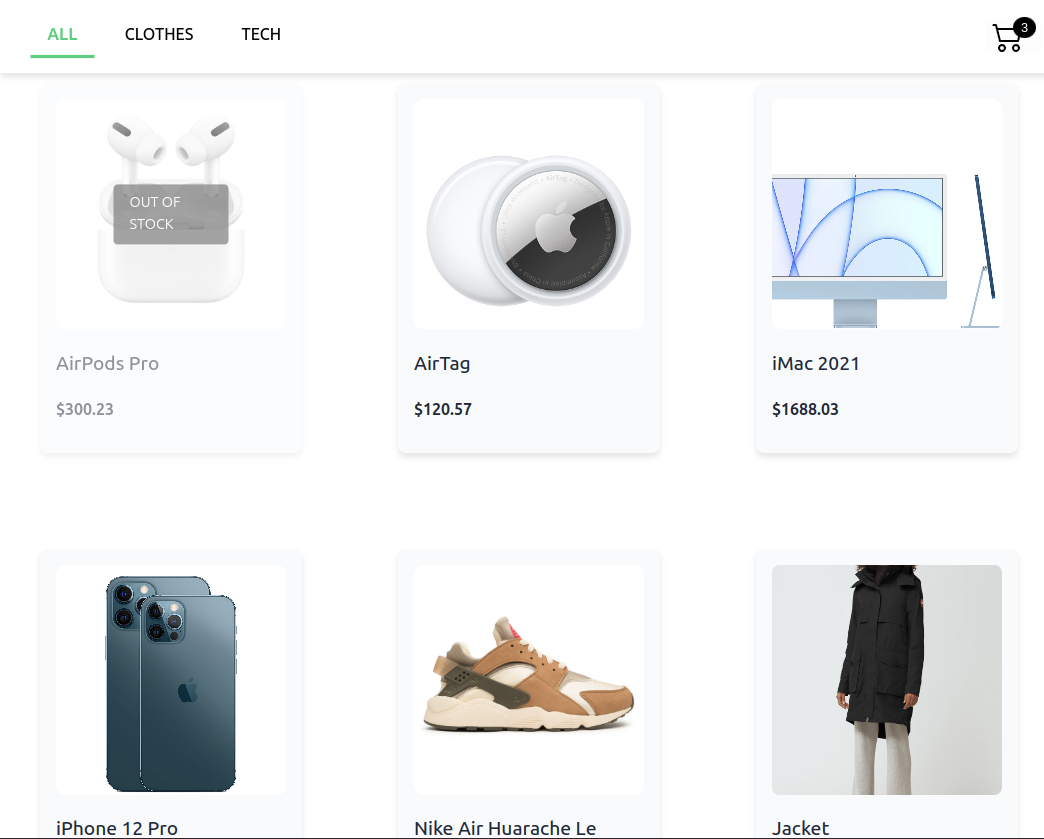 ALL
CLOTHES
TECH
3
OUT OF
STOCK
AirPods Pro
$300.23
AirTag
$120.57
iMac 2021
$1688.03
iPhone 12 Pro
Nike Air Huarache Le
Jacket